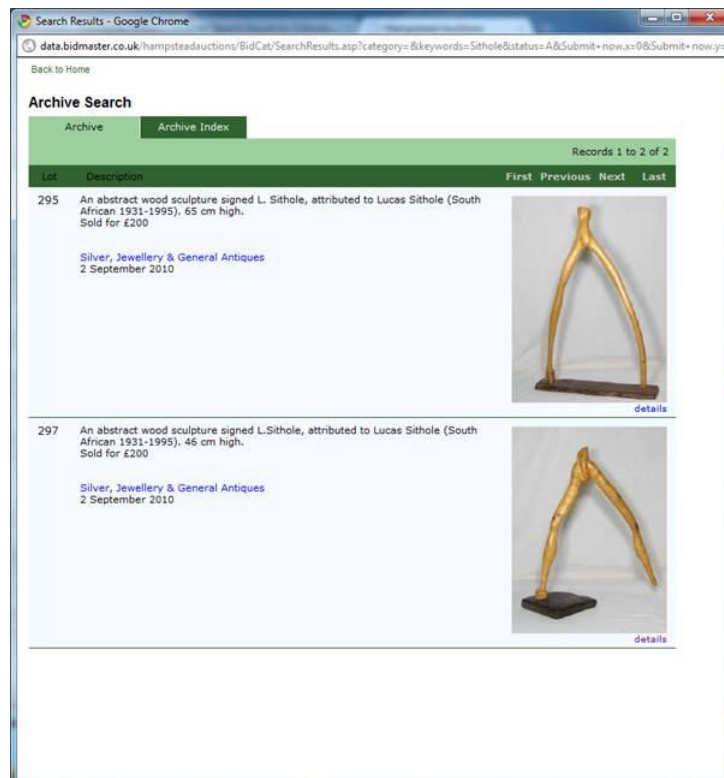 Search Results - Google Chrome
data.bidmaster.co.uk/hampsteadauctions/BidCat/SearchResults.asp?category=&keywords=Sithole&status=A&Submit+now.x=0&Submit+now.y=
Back to Home
Archive Search
Archive Archive Index
Records 1 to 2 of 2
Lot Description First Previous Next Last
295 An abstract wood sculpture signed L. Sithole, attributed to Lucas Sithole (South
African 1931-1995). 65 cm high.
Sold for £200
Silver, Jewellery & General Antiques
2 September 2010
details
297 An abstract wood sculpture signed L.Sithole, attributed to Lucas Sithole (South
African 1931-1995). 46 cm high.
Sold for £200
Silver, Jewellery & General Antiques
2 September 2010
details